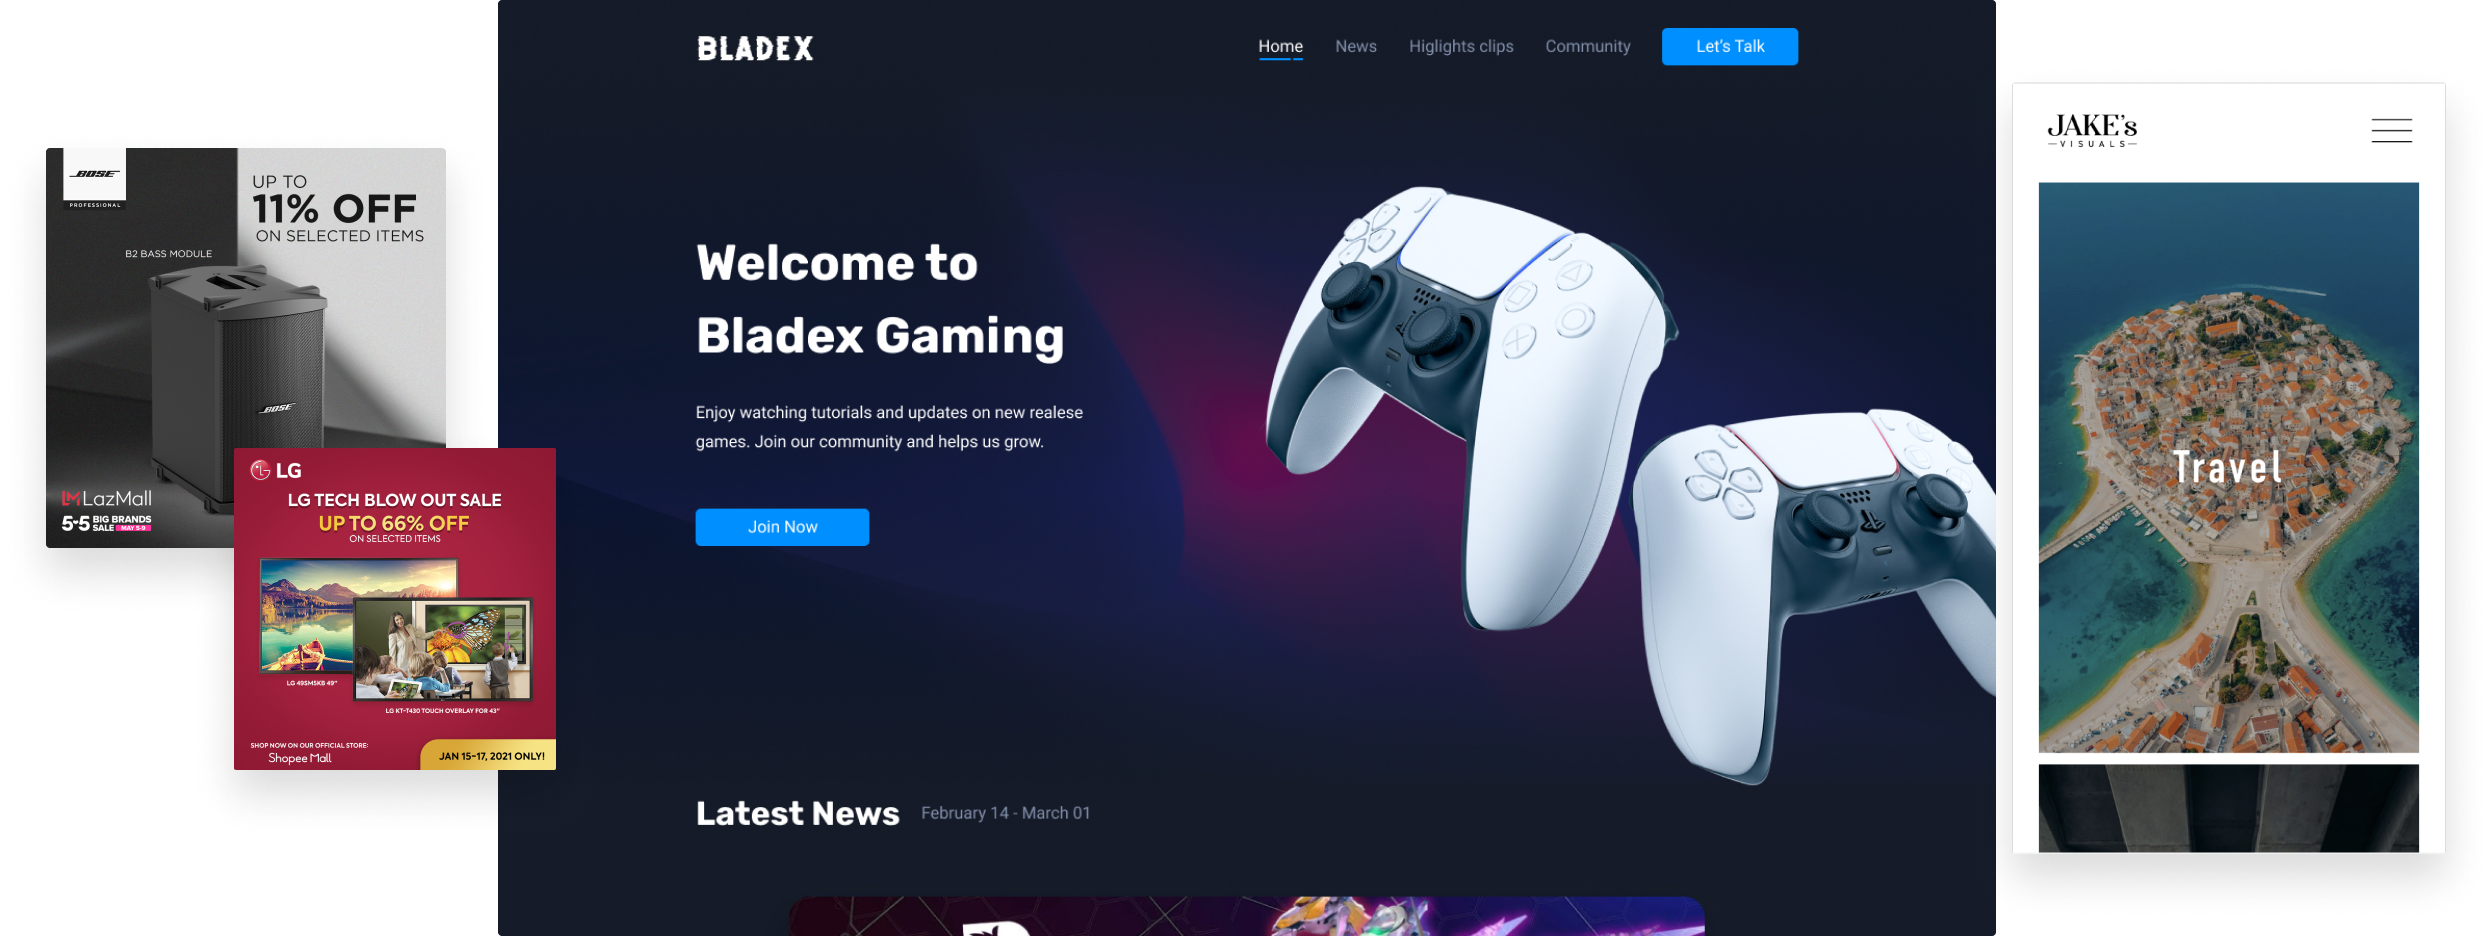 BOSE
PROFESSIONAL
UP TO
11% OFF
ON SELECTED ITEMS
B2 BASS MODULE
BOSE
LM LazMall
5•5 BIG BRANDS
SALE MAY 5-9
LG
LG TECH BLOW OUT SALE
UP TO 66% OFF
ON SELECTED ITEMS
LG 49SM5KB 49"
LG KT-T430 TOUCH OVERLAY FOR 43"
SHOP NOW ON OUR OFFICIAL STORE:
Shopee Mall
JAN 15-17, 2021 ONLY!
BLADEX
Home
News
Higlights clips
Community
Let's Talk
Welcome to
Bladex Gaming
Enjoy watching tutorials and updates on new realese
games. Join our community and helps us grow.
Join Now
Latest News
February 14 - March 01
JAKE's
VISUALS
Travel